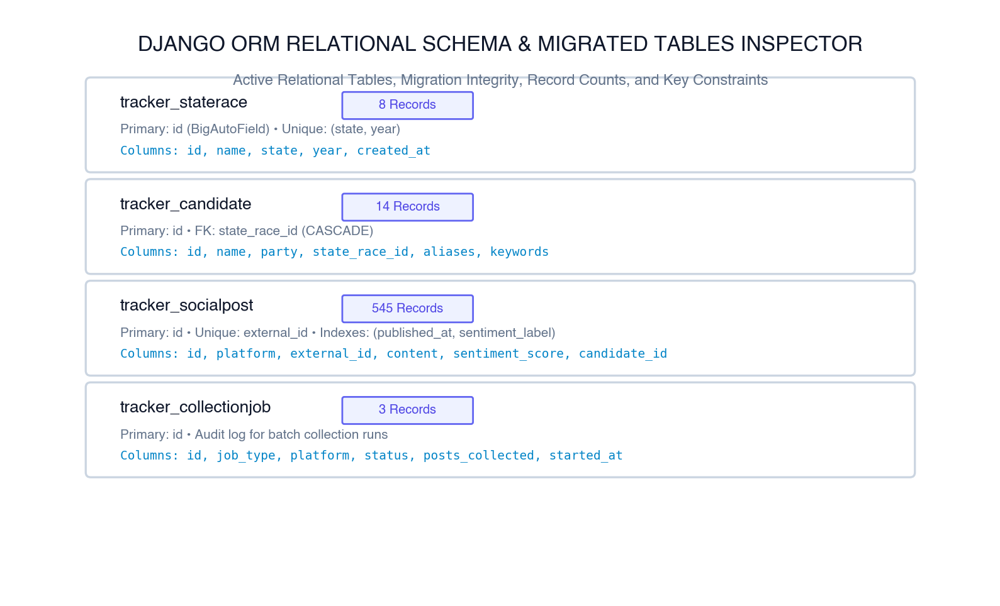 DJANGO ORM RELATIONAL SCHEMA & MIGRATED TABLES INSPECTOR
Active Relational Tables, Migration Integrity, Record Counts, and Key Constraints
tracker_staterace
8 Records
Primary: id (BigAutoField) • Unique: (state, year)
Columns: id, name, state, year, created_at
tracker_candidate
14 Records
Primary: id • FK: state_race_id (CASCADE)
Columns: id, name, party, state_race_id, aliases, keywords
tracker_socialpost
545 Records
Primary: id • Unique: external_id • Indexes: (published_at, sentiment_label)
Columns: id, platform, external_id, content, sentiment_score, candidate_id
tracker_collectionjob
3 Records
Primary: id • Audit log for batch collection runs
Columns: id, job_type, platform, status, posts_collected, started_at